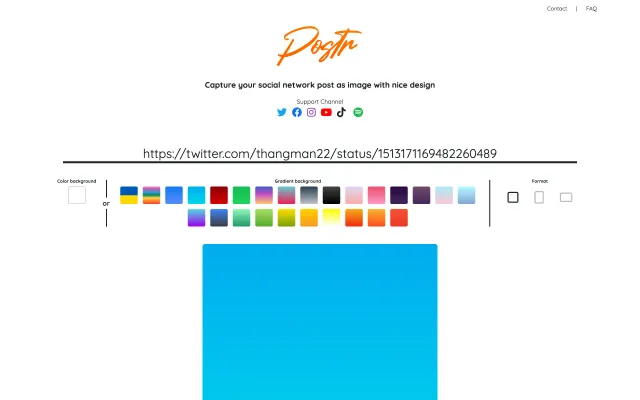 Contact | FAQ
Postr
Capture your social network post as image with nice design
Support Channel
https://twitter.com/thangman22/status/1513171169482260489
Color background
or
Gradient background
Format